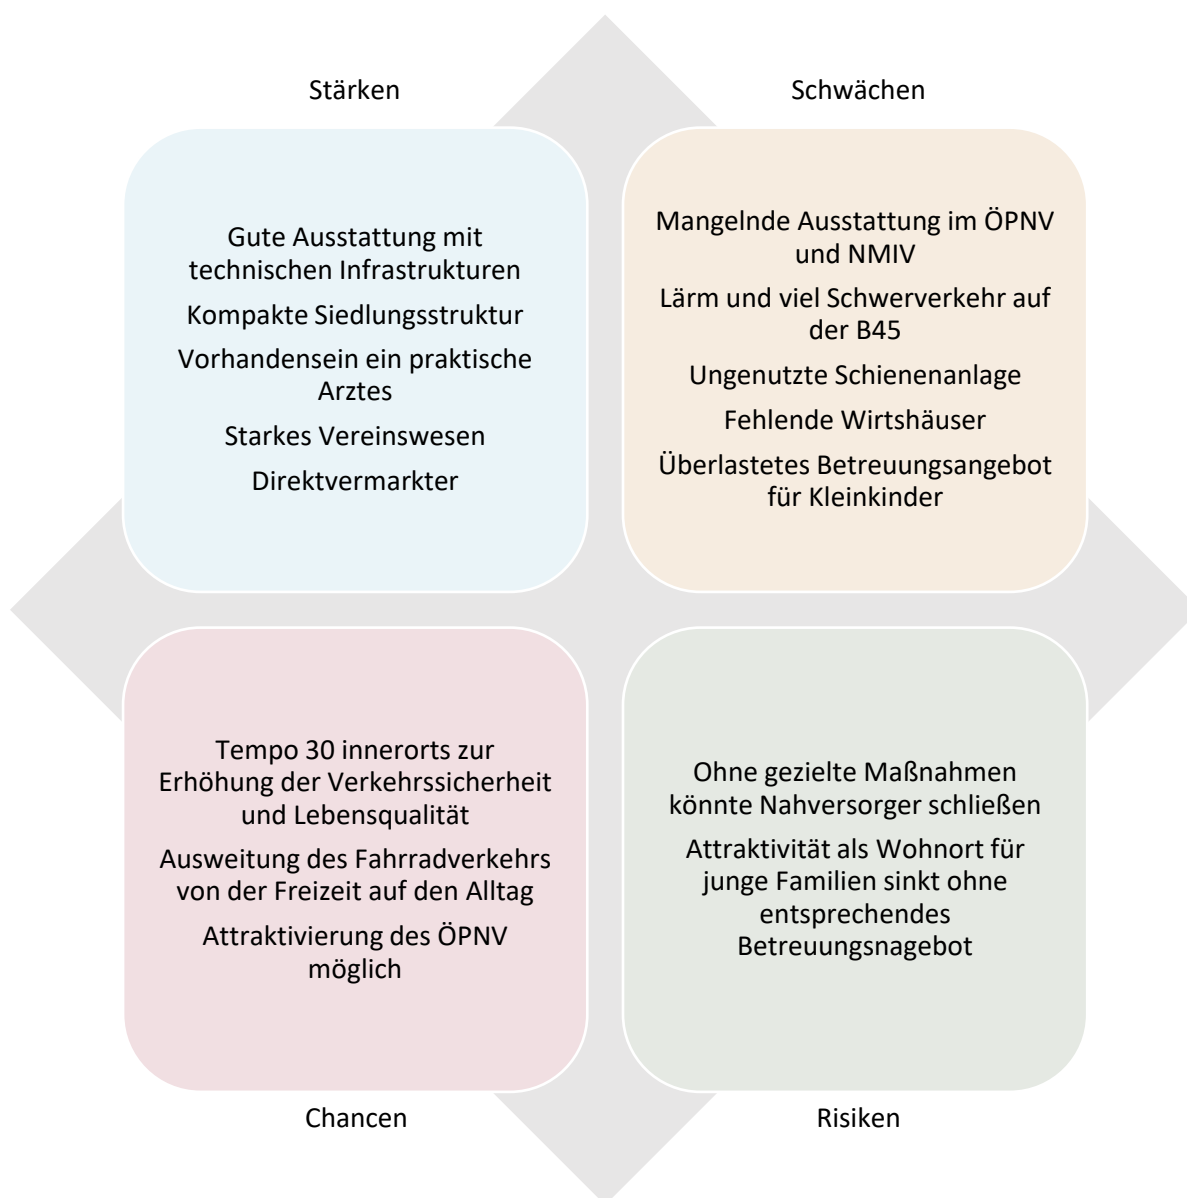 Stärken
Gute Ausstattung mit
technischen Infrastrukturen
Kompakte Siedlungsstruktur
Vorhandensein ein praktische
Arztes
Starkes Vereinswesen
Direktvermarkter
Schwächen
Mangelnde Ausstattung im ÖPNV
und NMIV
Lärm und viel Schwerverkehr auf
der B45
Ungenutzte Schienenanlage
Fehlende Wirtshäuser
Überlastetes Betreuungsangebot
für Kleinkinder
Tempo 30 innerorts zur
Erhöhung der Verkehrssicherheit
und Lebensqualität
Ausweitung des Fahrradverkehrs
von der Freizeit auf den Alltag
Attraktivierung des ÖPNV
möglich
Chancen
Ohne gezielte Maßnahmen
könnte Nahversorger schließen
Attraktivität als Wohnort für
junge Familien sinkt ohne
entsprechendes
Betreuungsnagebot
Risiken